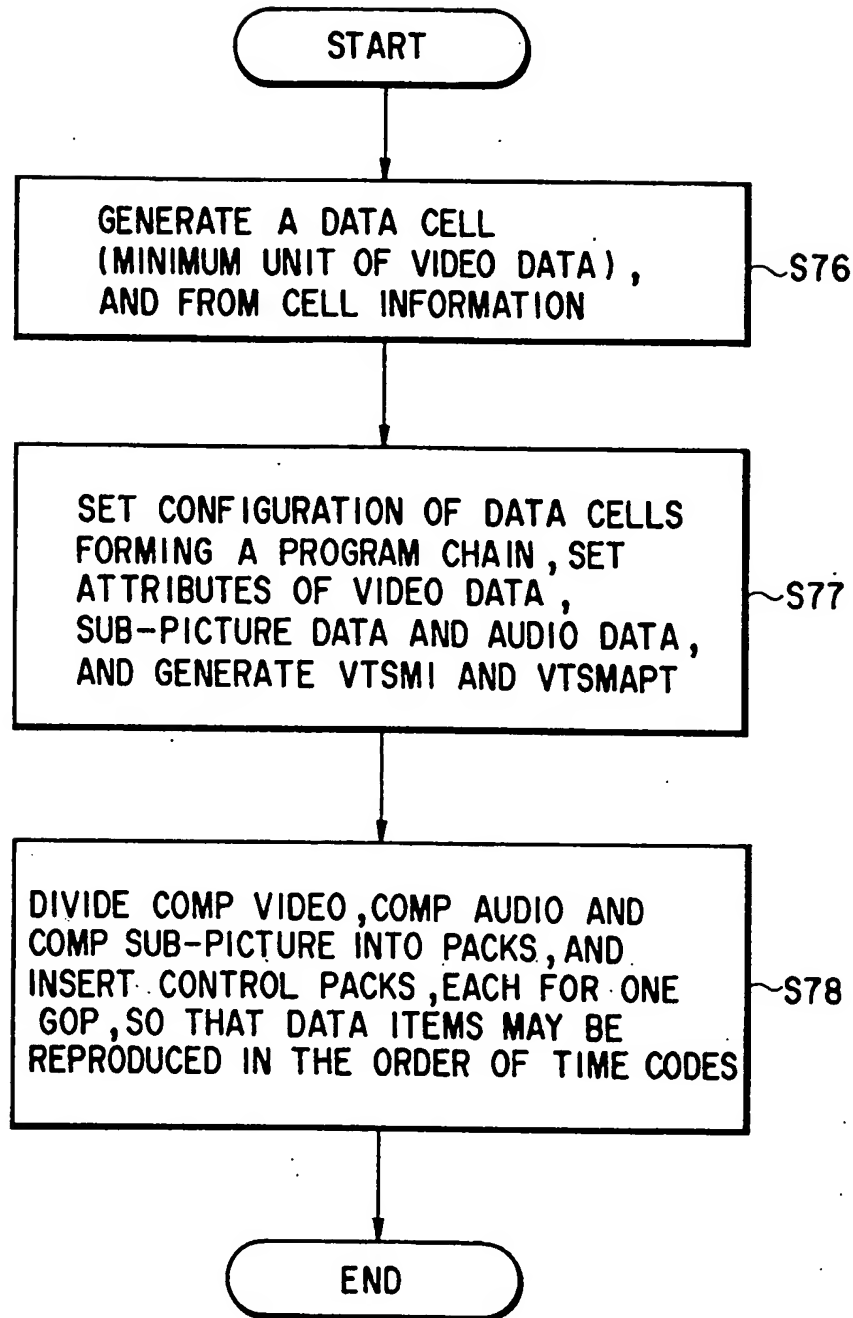 START
GENERATE A DATA CELL
(MINIMUM UNIT OF VIDEO DATA),
AND FROM CELL INFORMATION
S76
SET CONFIGURATION OF DATA CELLS
FORMING A PROGRAM CHAIN, SET
ATTRIBUTES OF VIDEO DATA,
SUB-PICTURE DATA AND AUDIO DATA,
AND GENERATE VTSMI AND VTSMAPT
S77
DIVIDE COMP VIDEO, COMP AUDIO AND
COMP SUB-PICTURE INTO PACKS, AND
INSERT CONTROL PACKS, EACH FOR ONE
GOP, SO THAT DATA ITEMS MAY BE
REPRODUCED IN THE ORDER OF TIME CODES
S78
END